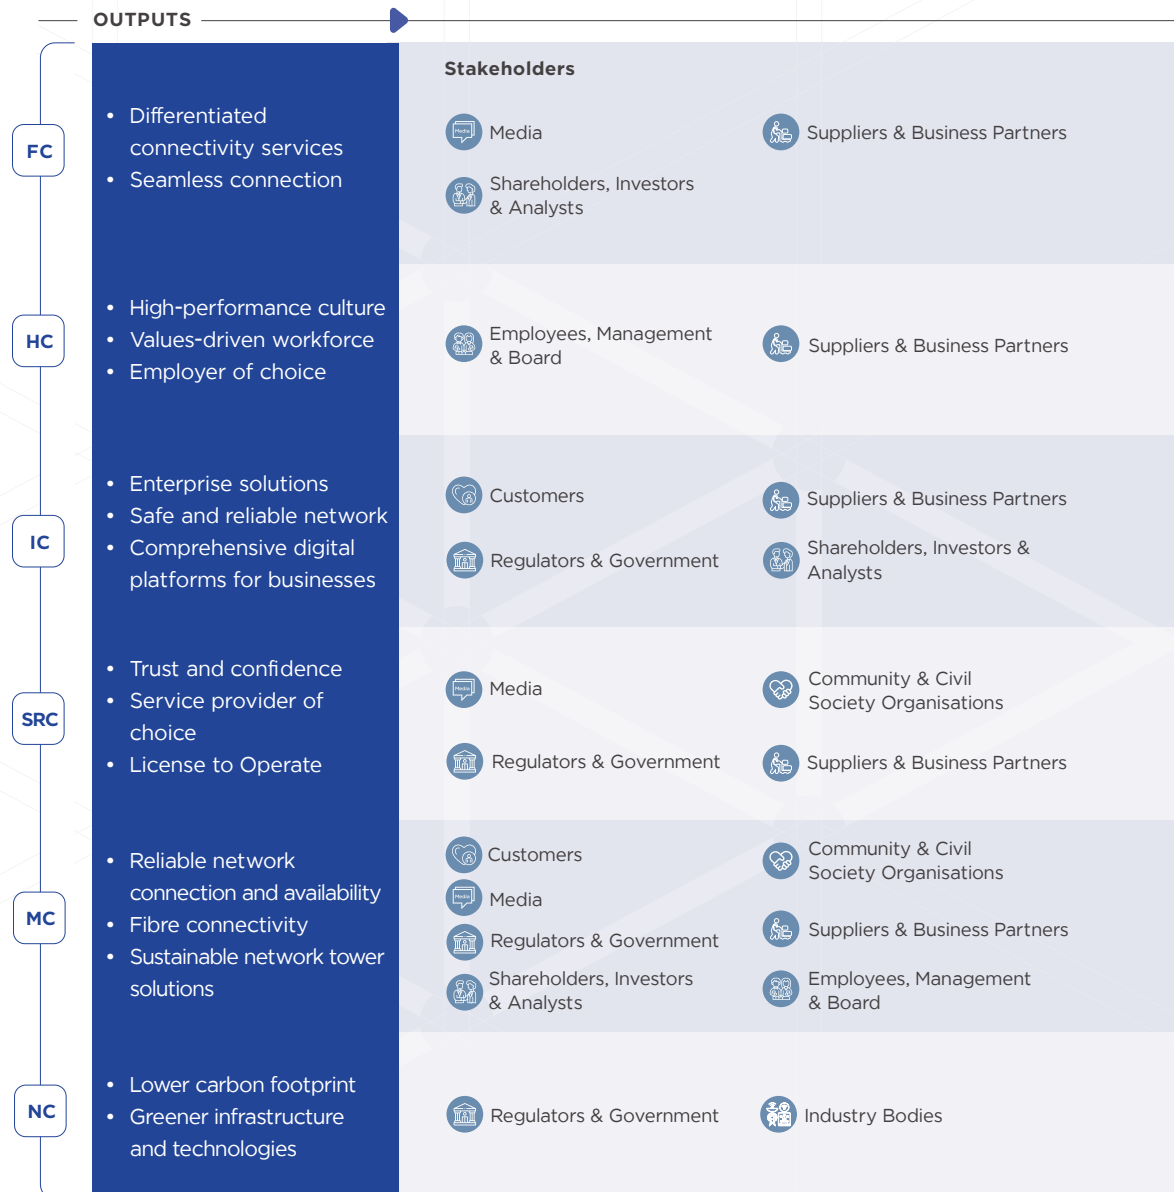 OUTPUTS
Stakeholders
FC
• Differentiated
connectivity services
• Seamless connection
Media
Suppliers & Business Partners
Shareholders, Investors
& Analysts
HC
• High-performance culture
• Values-driven workforce
• Employer of choice
Employees, Management
& Board
Suppliers & Business Partners
IC
• Enterprise solutions
• Safe and reliable network
• Comprehensive digital
platforms for businesses
Customers
Suppliers & Business Partners
Regulators & Government
Shareholders, Investors &
Analysts
SRC
• Trust and confidence
• Service provider of
choice
• License to Operate
Media
Community & Civil
Society Organisations
Regulators & Government
Suppliers & Business Partners
MC
• Reliable network
connection and availability
• Fibre connectivity
• Sustainable network tower
solutions
Customers
Media
Regulators & Government
Shareholders, Investors
& Analysts
Community & Civil
Society Organisations
Suppliers & Business Partners
Employees, Management
& Board
NC
• Lower carbon footprint
• Greener infrastructure
and technologies
Regulators & Government
Industry Bodies